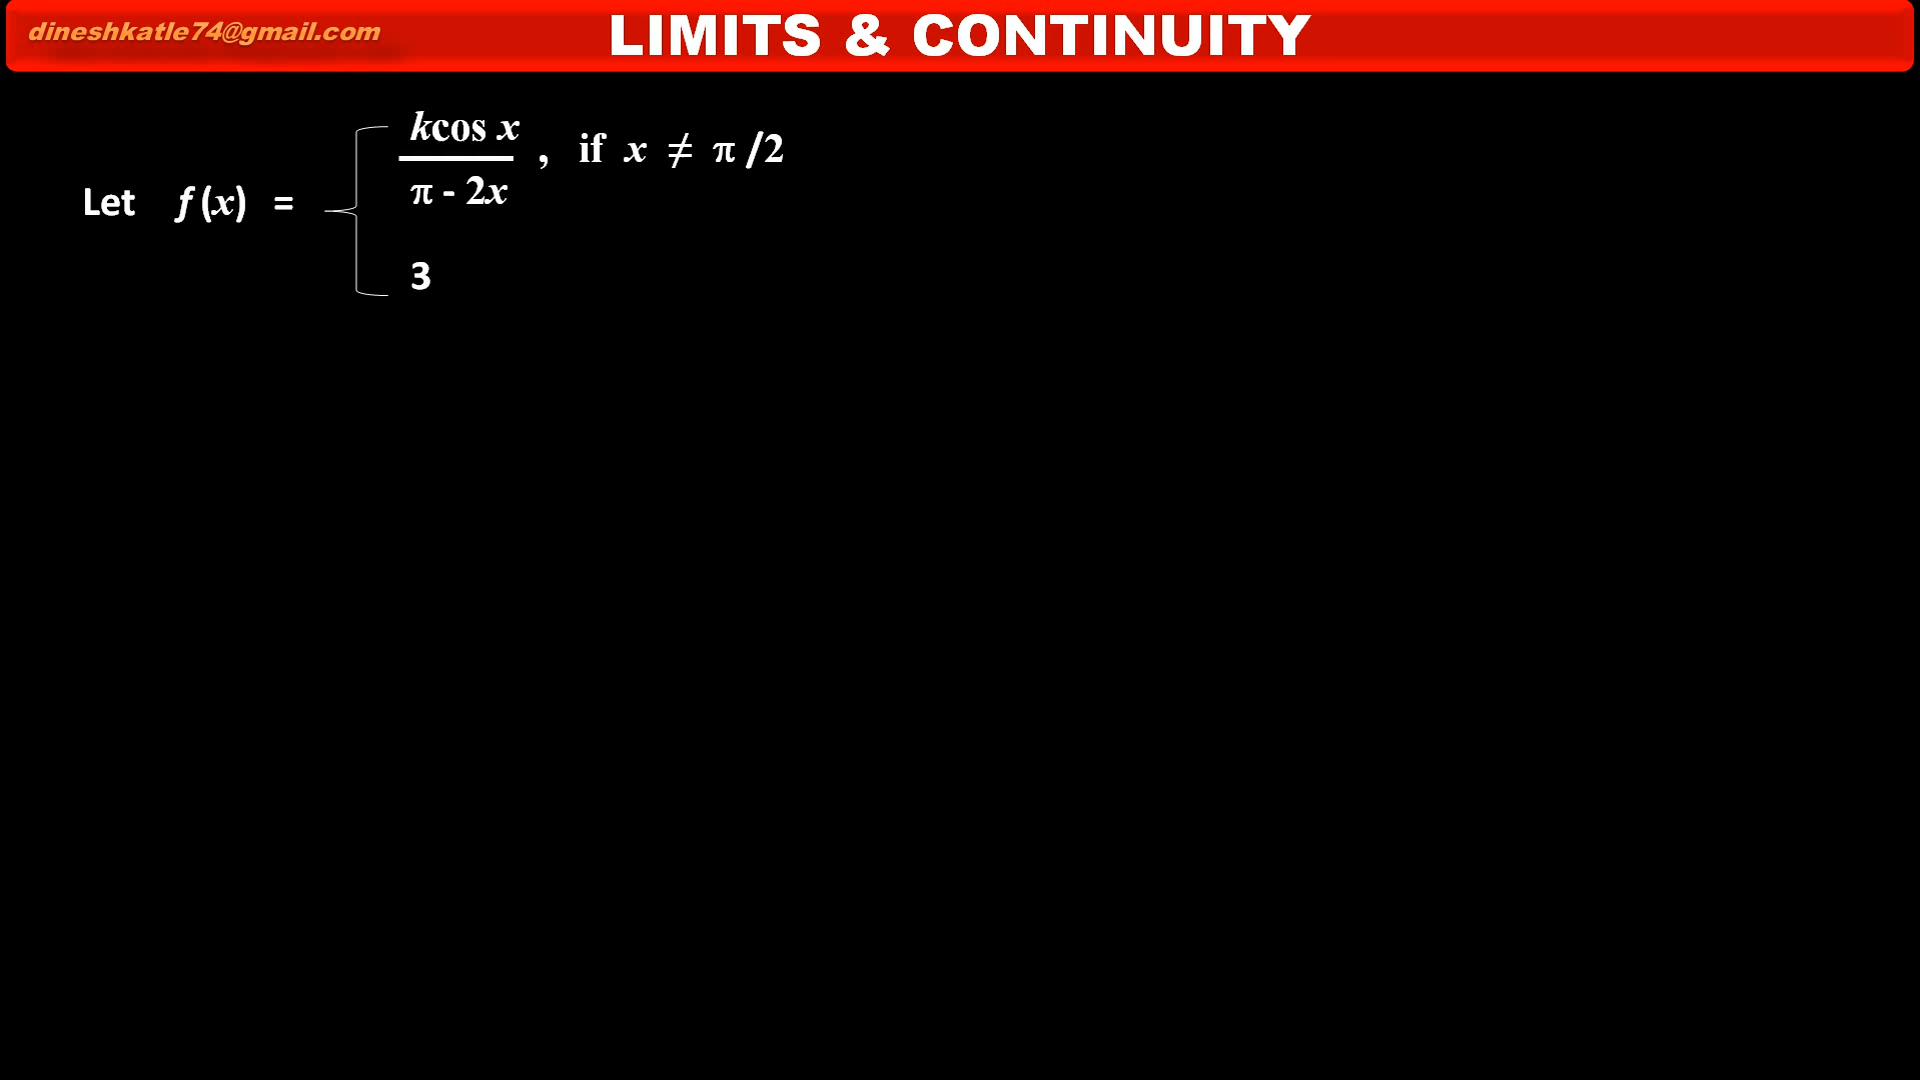 dineshkatle74@gmail.com
LIMITS & CONTINUITY
kcos x
, if x ≠ π /2
π - 2x
Let f (x) =
3